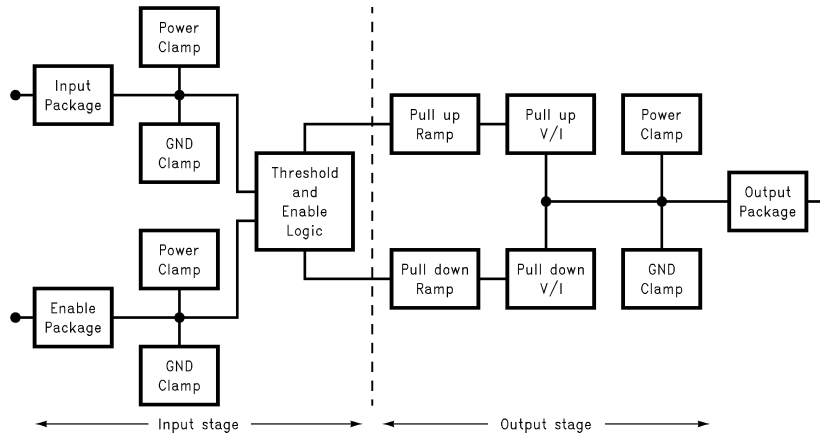 Power
Clamp
Input
Package
GND
Clamp
Threshold
and
Enable
Logic
Power
Clamp
Enable
Package
GND
Clamp
Input stage
Pull up
Ramp
Pull up
V/I
Power
Clamp
Output
Package
Pull down
Ramp
Pull down
V/I
GND
Clamp
Output stage